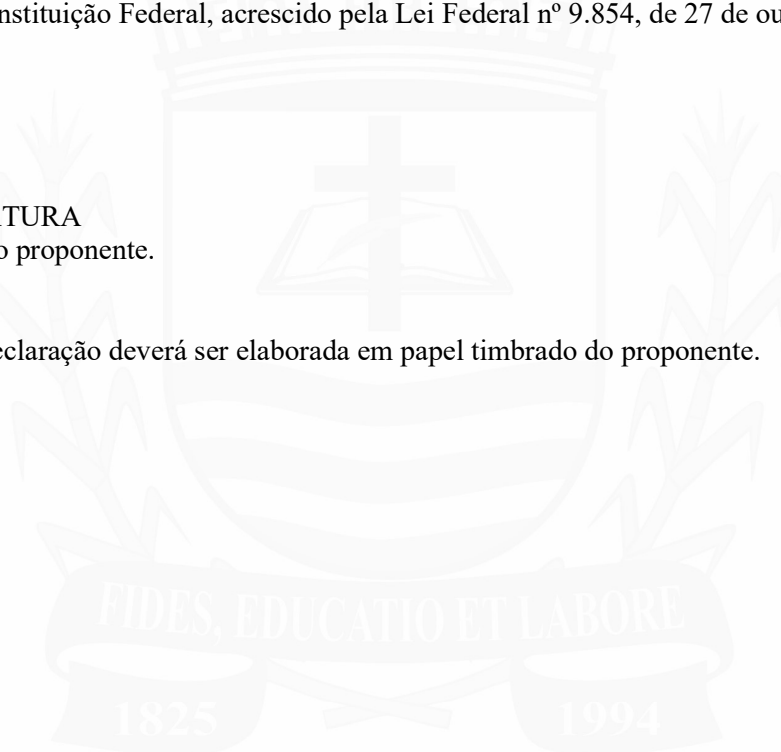 nstituição Federal, acrescido pela Lei Federal nº 9.854, de 27 de ou
TURA
o proponente.
eclaração deverá ser elaborada em papel timbrado do proponente.
FIDES, EDUCATIO ET LABORE
1825 1994